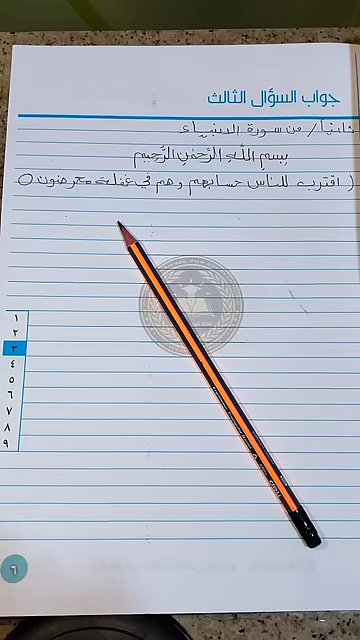 جواب السؤال الثالث
ثانياً / من سورة الانبياء
بسم الله الرحمن الرحيم
( اقترب للناس حسابهم وهم في غفلة معرضون O
١
٢
٣
٤
٥
٦
٧
٨
٩
٦